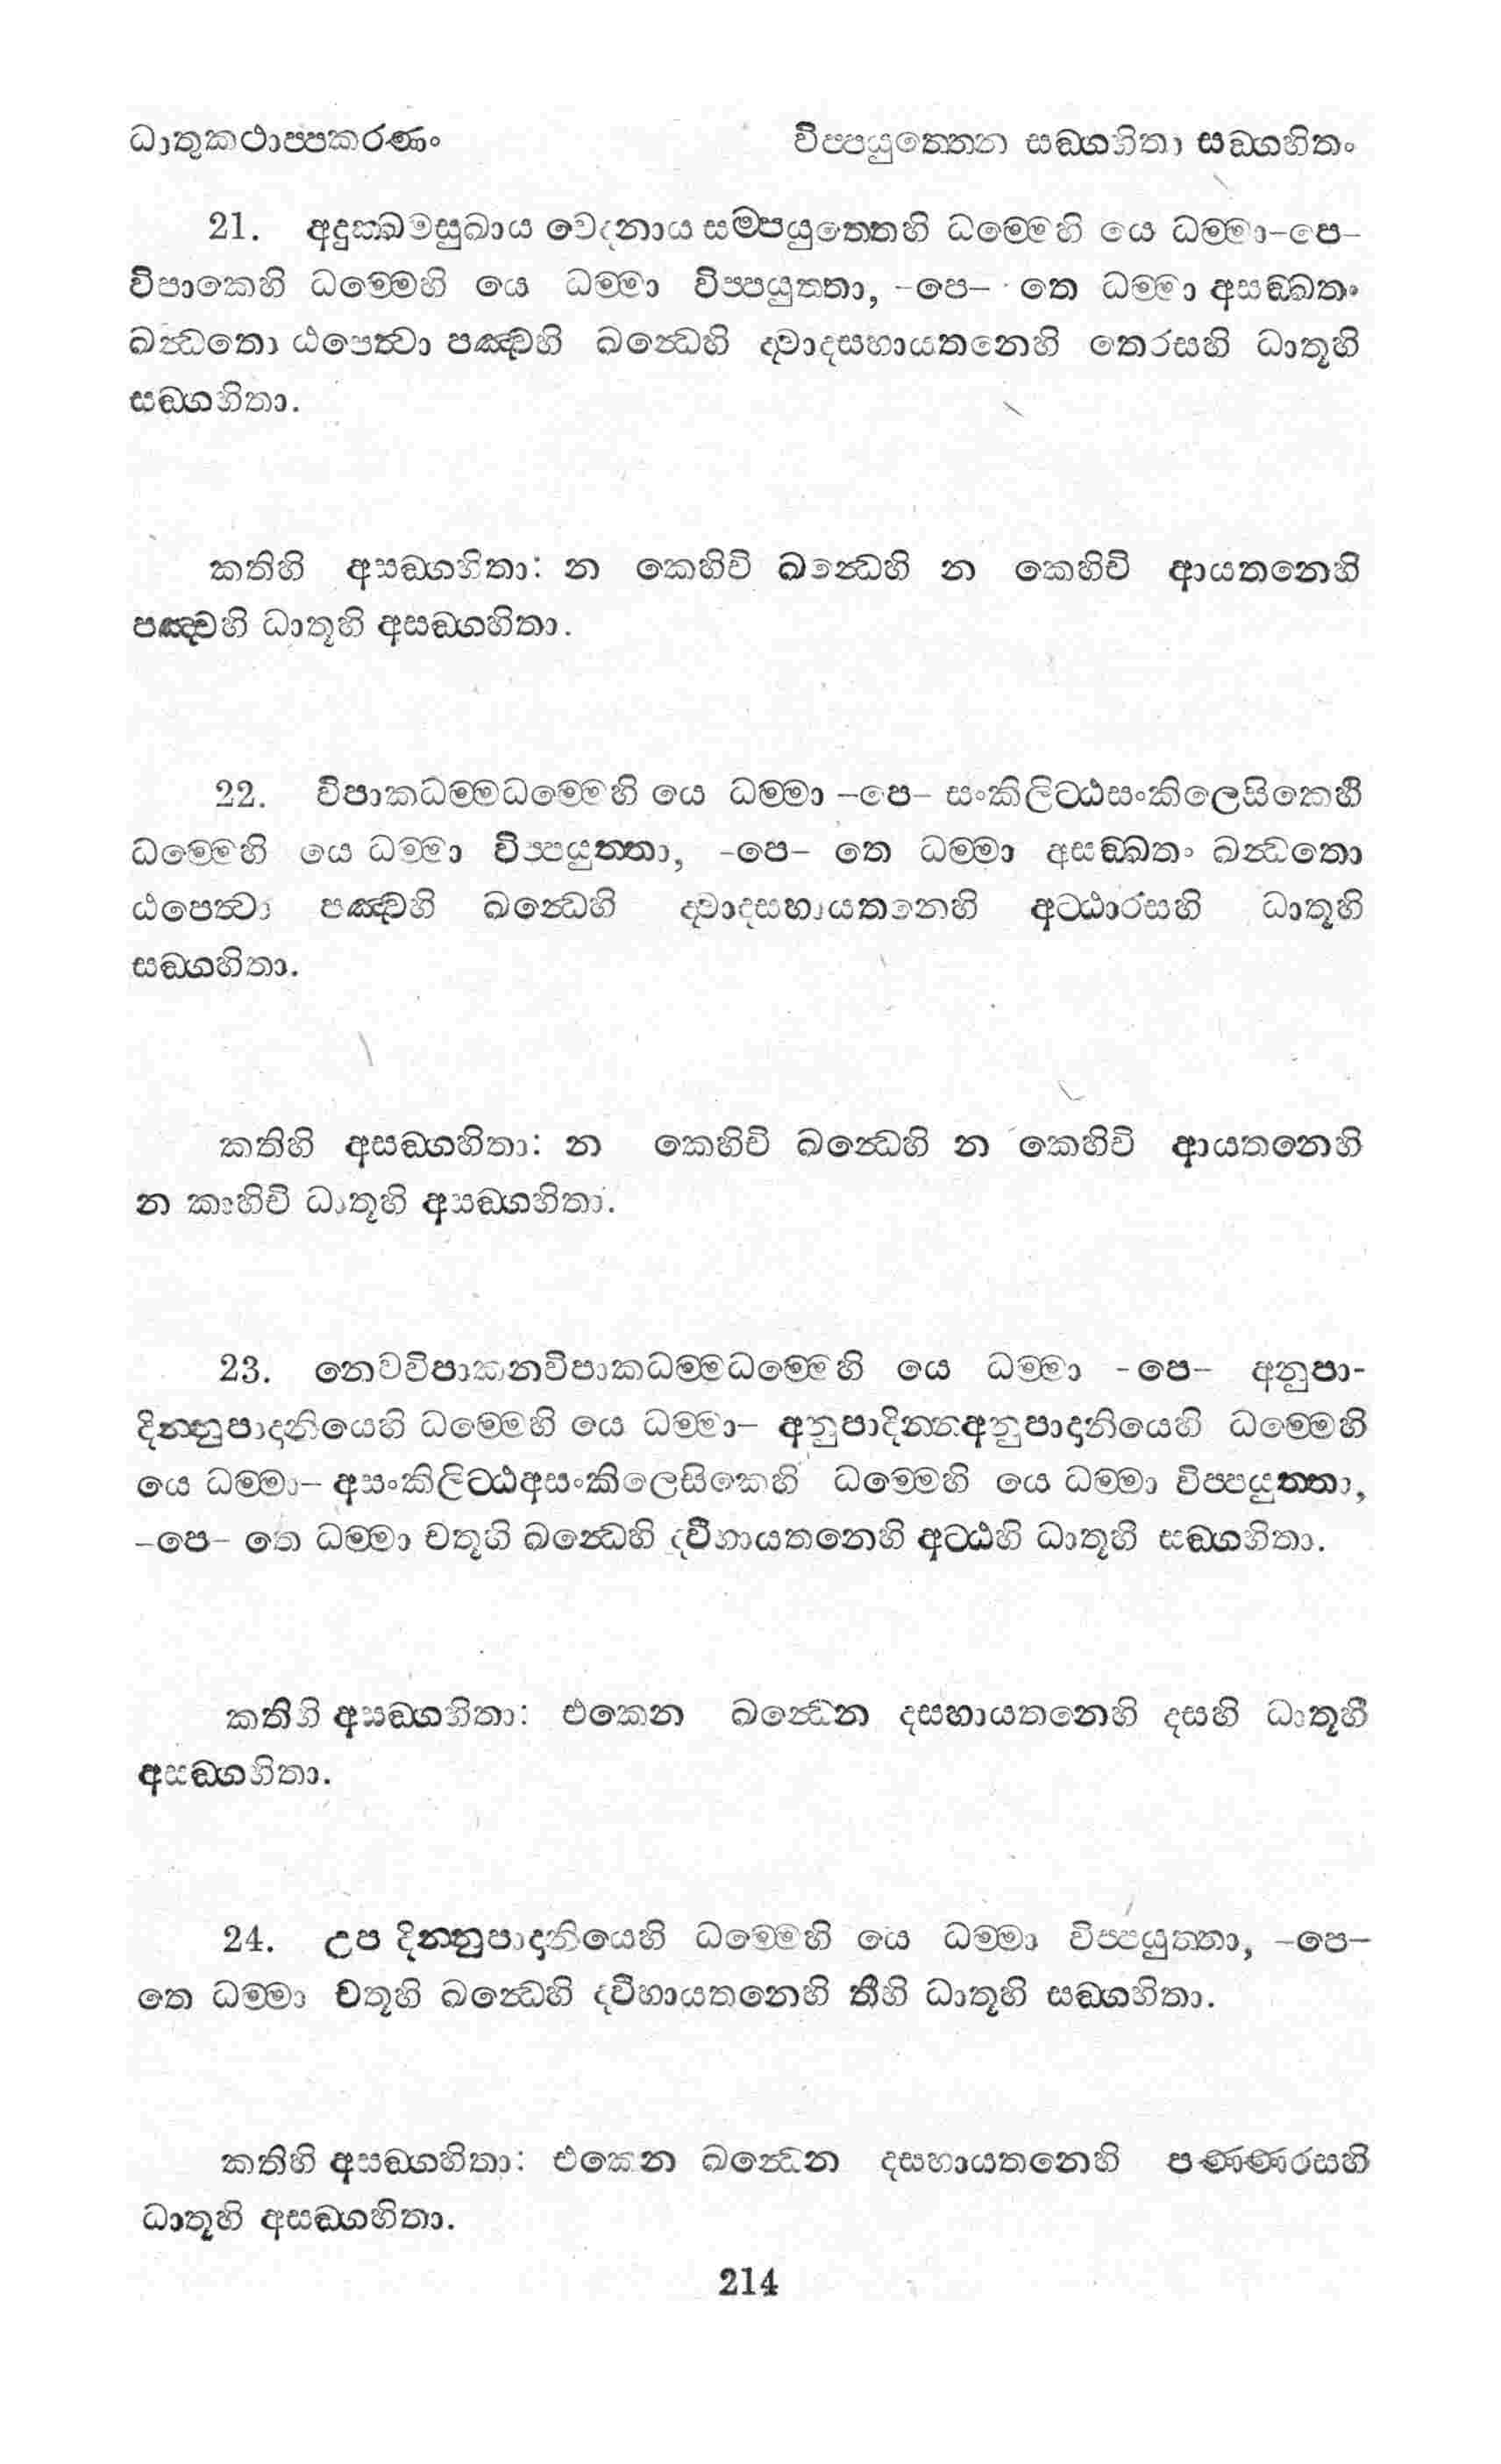 ධාතුකථාප්පකරණං විප්පයුත්තෙන සඞ්ගහිතා සඞ්ගහිතං
21. අදුක්ඛමසුඛාය වෙදනාය සම්පයුත්තෙහි ධම්මෙහි යෙ ධම්මා-පෙ-
විපාකෙහි ධම්මෙහි යෙ ධම්මා විප්පයුත්තා, -පෙ- තෙ ධම්මා අසඞ්ඛතං
ඛන්ධතො ඨපෙත්වා පඤ්චහි ඛන්ධෙහි ද්වාදසහායතනෙහි තෙරසහි ධාතූහි
සඞ්ගහිතා.
කතිහි අසඞ්ගහිතා: න කෙහිචි ඛන්ධෙහි න කෙහිචි ආයතනෙහි
පඤ්චහි ධාතූහි අසඞ්ගහිතා.
22. විපාකධම්මධම්මෙහි යෙ ධම්මා -පෙ- සංකිලිට්ඨසංකිලෙසිකෙහි
ධම්මෙහි යෙ ධම්මා විප්පයුත්තා, -පෙ- තෙ ධම්මා අසඞ්ඛතං ඛන්ධතො
ඨපෙත්වා පඤ්චහි ඛන්ධෙහි ද්වාදසහායතනෙහි අට්ඨාරසහි ධාතූහි
සඞ්ගහිතා.
කතිහි අසඞ්ගහිතා: න කෙහිචි ඛන්ධෙහි න කෙහිචි ආයතනෙහි
න කාහිචි ධාතූහි අසඞ්ගහිතා.
23. නෙවවිපාකනවිපාකධම්මධම්මෙහි යෙ ධම්මා -පෙ- අනුපා-
දින්නුපාදානියෙහි ධම්මෙහි යෙ ධම්මා- අනුපාදින්නඅනුපාදානියෙහි ධම්මෙහි
යෙ ධම්මා- අසංකිලිට්ඨඅසංකිලෙසිකෙහි ධම්මෙහි යෙ ධම්මා විප්පයුත්තා,
-පෙ- තෙ ධම්මා චතූහි ඛන්ධෙහි ද්වීහායතනෙහි අට්ඨහි ධාතූහි සඞ්ගහිතා.
කතිහි අසඞ්ගහිතා: එකෙන ඛන්ධෙන දසහායතනෙහි දසහි ධාතූහි
අසඞ්ගහිතා.
24. උප දින්නුපාදානියෙහි ධම්මෙහි යෙ ධම්මා විප්පයුත්තා, -පෙ-
තෙ ධම්මා චතූහි ඛන්ධෙහි ද්වීහායතනෙහි තීහි ධාතූහි සඞ්ගහිතා.
කතිහි අසඞ්ගහිතා: එකෙන ඛන්ධෙන දසහායතනෙහි පණ්ණරසහි
ධාතූහි අසඞ්ගහිතා.
214